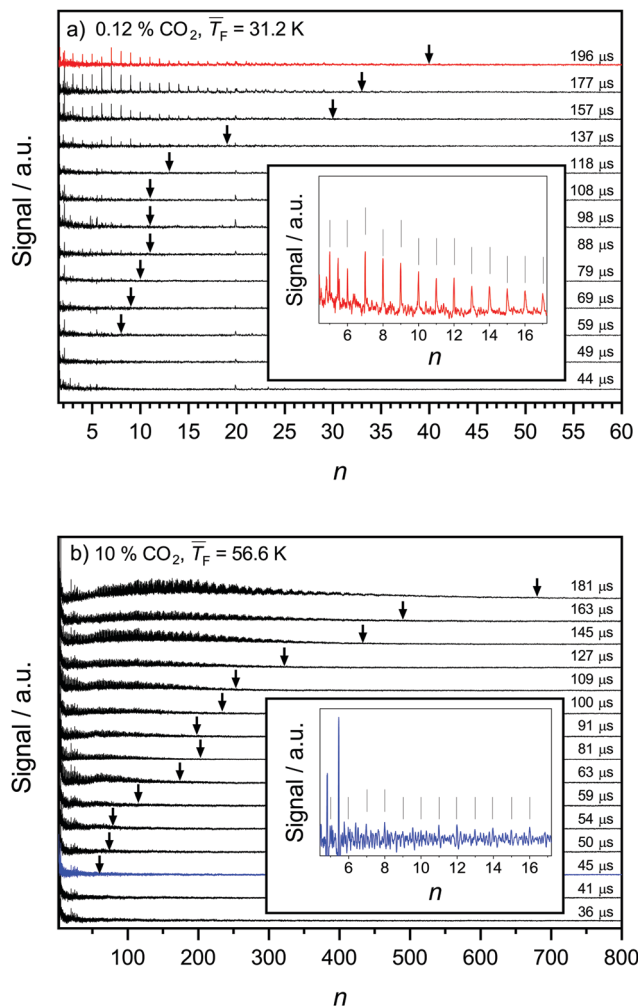 a) 0.12 % CO₂, T̅F = 31.2 K
196 µs
177 µs
157 µs
137 µs
118 µs
108 µs
98 µs
88 µs
79 µs
69 µs
59 µs
49 µs
44 µs
Signal / a.u.
Signal / a.u.
6 8 10 12 14 16
n
5 10 15 20 25 30 35 40 45 50 55 60
n
b) 10 % CO₂, T̅F = 56.6 K
181 µs
163 µs
145 µs
127 µs
109 µs
100 µs
91 µs
81 µs
63 µs
59 µs
54 µs
50 µs
45 µs
41 µs
36 µs
Signal / a.u.
Signal / a.u.
6 8 10 12 14 16
n
100 200 300 400 500 600 700 800
n